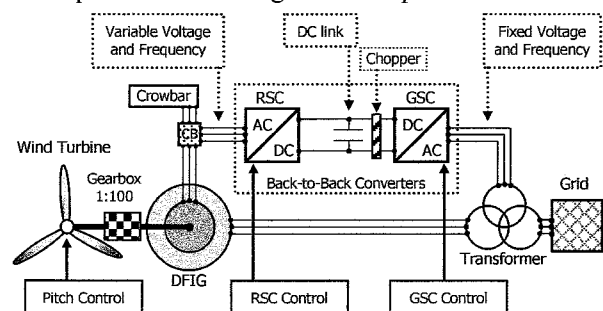 Variable Voltage
and Frequency
DC link
Fixed Voltage
and Frequency
Chopper
Crowbar
RSC
GSC
CB
AC
DC
DC
AC
Wind Turbine
Gearbox
1:100
Back-to-Back Converters
Grid
DFIG
Transformer
Pitch Control
RSC Control
GSC Control